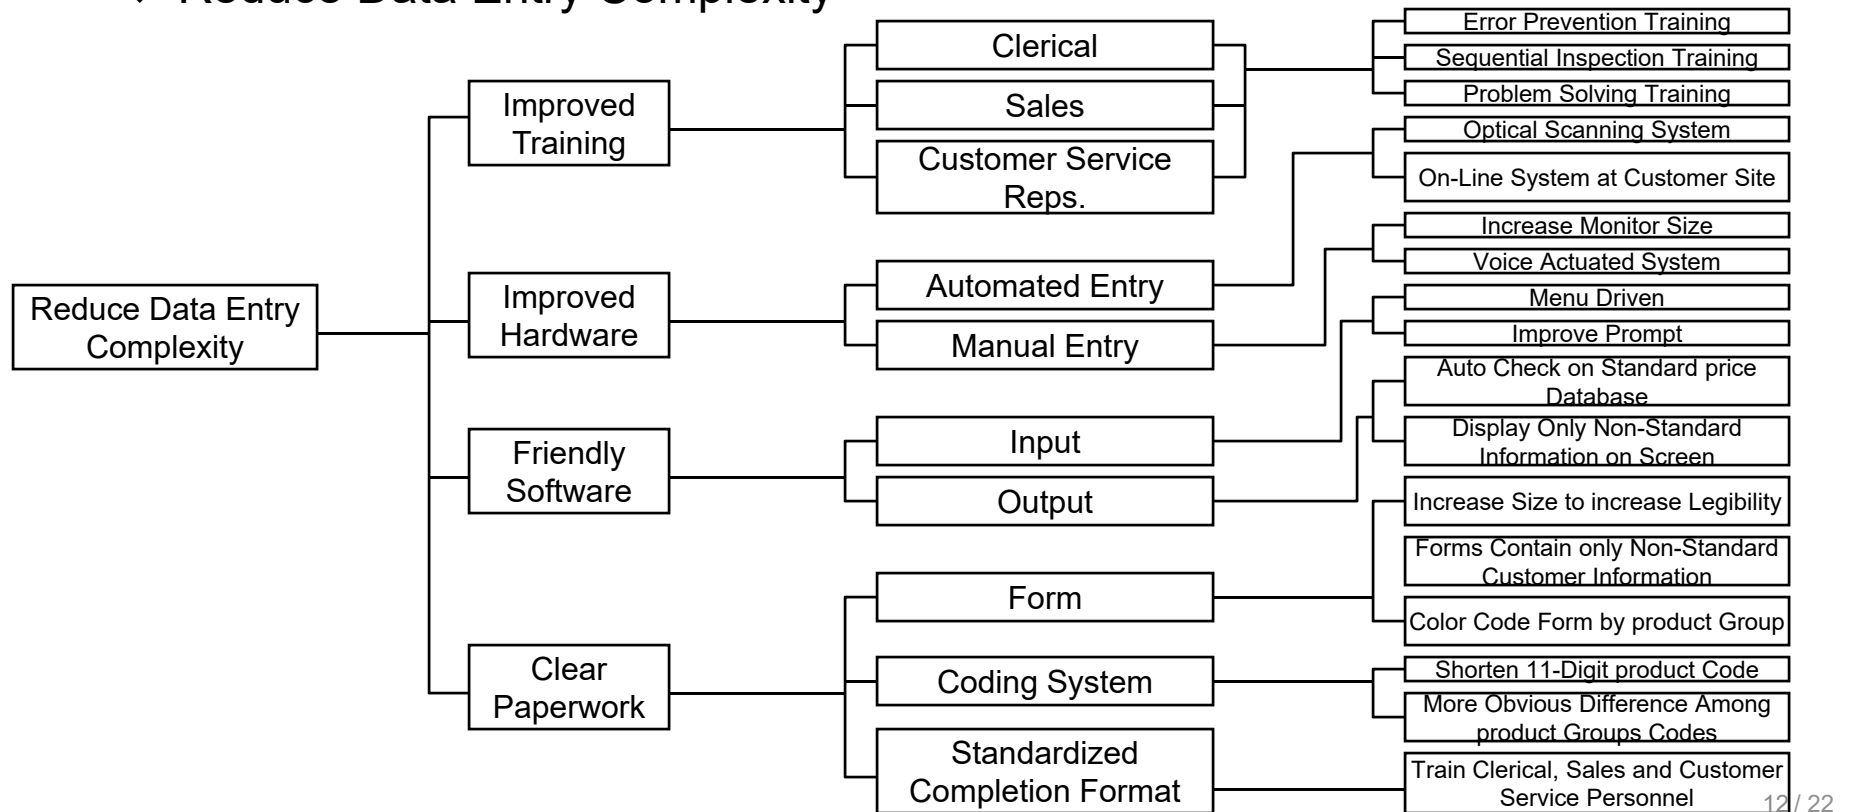 Reduce Data Entry Complexity
Reduce Data Entry
Complexity
Improved
Training
Improved
Hardware
Friendly
Software
Clear
Paperwork
Clerical
Sales
Customer Service
Reps.
Automated Entry
Manual Entry
Input
Output
Form
Coding System
Standardized
Completion Format
Error Prevention Training
Sequential Inspection Training
Problem Solving Training
Optical Scanning System
On-Line System at Customer Site
Increase Monitor Size
Voice Actuated System
Menu Driven
Improve Prompt
Auto Check on Standard price
Database
Display Only Non-Standard
Information on Screen
Increase Size to increase Legibility
Forms Contain only Non-Standard
Customer Information
Color Code Form by product Group
Shorten 11-Digit product Code
More Obvious Difference Among
product Groups Codes
Train Clerical, Sales and Customer
Service Personnel
12 / 22